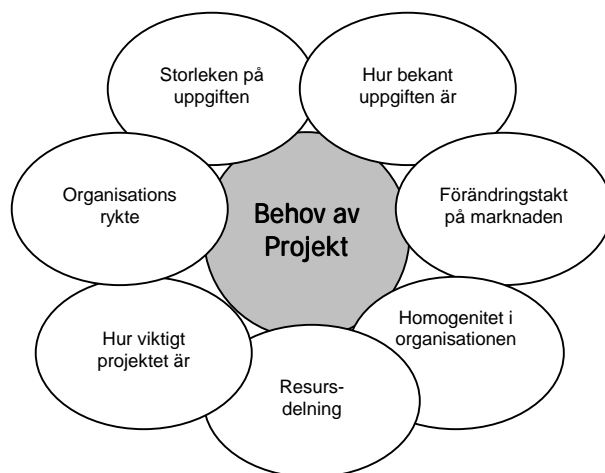 Storleken på
uppgiften
Hur bekant
uppgiften är
Organisations
rykte
Behov av
Projekt
Förändringstakt
på marknaden
Hur viktigt
projektet är
Homogenitet i
organisationen
Resurs-
delning